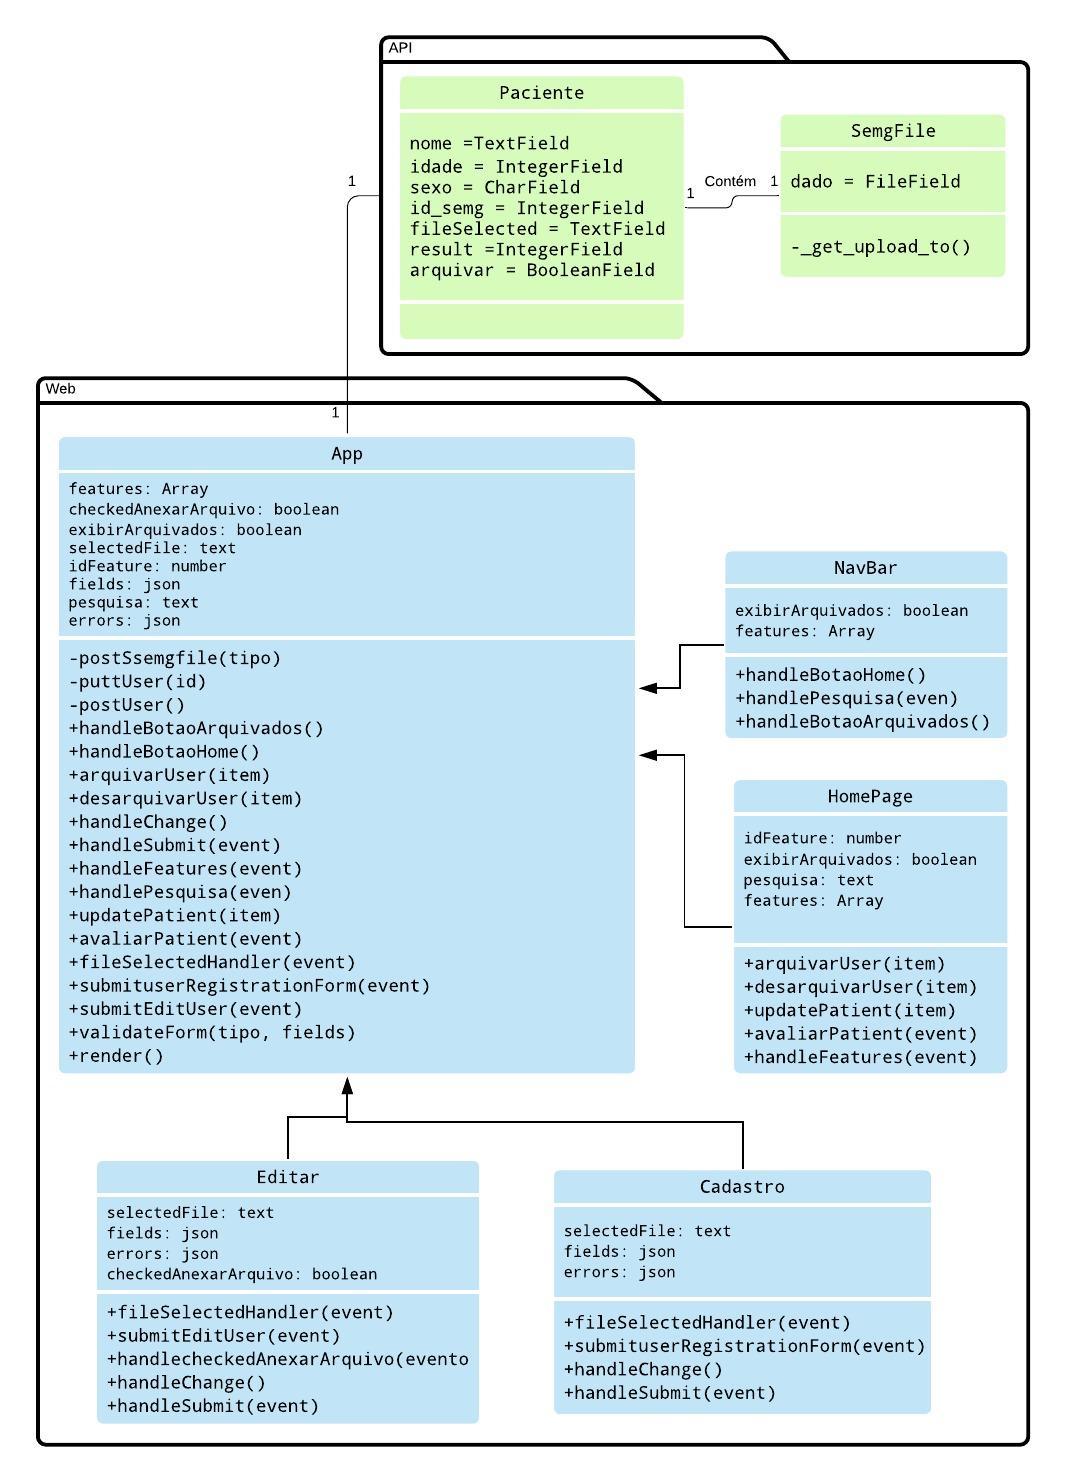 API
Paciente
nome =TextField
idade = IntegerField
sexo = CharField
id_semg = IntegerField
fileSelected = TextField
result =IntegerField
arquivar = BooleanField
1
Contém
1
SemgFile
dado = FileField
-_get_upload_to()
1
Web
1
App
features: Array
checkedAnexarArquivo: boolean
exibirArquivados: boolean
selectedFile: text
idFeature: number
fields: json
pesquisa: text
errors: json
-postSsemgfile(tipo)
-puttUser(id)
-postUser()
+handleBotaoArquivados()
+handleBotaoHome()
+arquivarUser(item)
+desarquivarUser(item)
+handleChange()
+handleSubmit(event)
+handleFeatures(event)
+handlePesquisa(even)
+updatePatient(item)
+avaliarPatient(event)
+fileSelectedHandler(event)
+submituserRegistrationForm(event)
+submitEditUser(event)
+validateForm(tipo, fields)
+render()
NavBar
exibirArquivados: boolean
features: Array
+handleBotaoHome()
+handlePesquisa(even)
+handleBotaoArquivados()
HomePage
idFeature: number
exibirArquivados: boolean
pesquisa: text
features: Array
+arquivarUser(item)
+desarquivarUser(item)
+updatePatient(item)
+avaliarPatient(event)
+handleFeatures(event)
Editar
selectedFile: text
fields: json
errors: json
checkedAnexarArquivo: boolean
+fileSelectedHandler(event)
+submitEditUser(event)
+handlecheckedAnexarArquivo(evento
+handleChange()
+handleSubmit(event)
Cadastro
selectedFile: text
fields: json
errors: json
+fileSelectedHandler(event)
+submituserRegistrationForm(event)
+handleChange()
+handleSubmit(event)